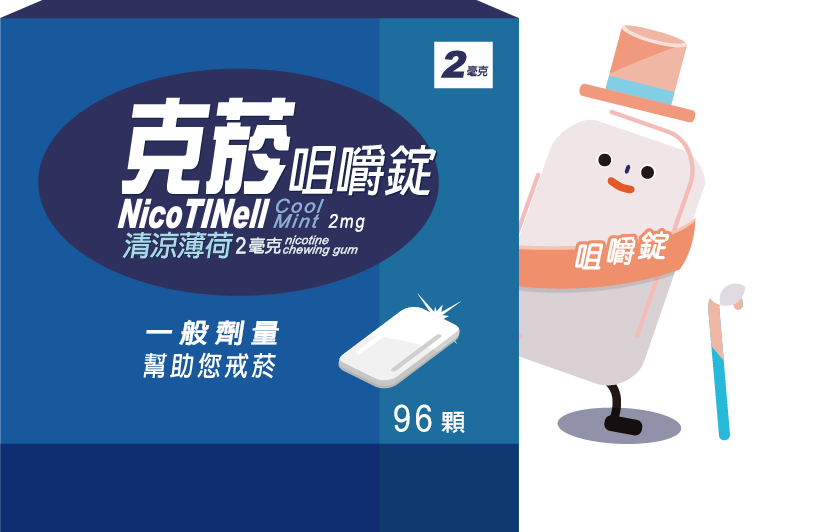 2毫克
克菸咀嚼錠
NicoTINell Cool Mint 2mg
清涼薄荷2毫克 nicotine chewing gum
一般劑量
幫助您戒菸
96顆
咀嚼錠